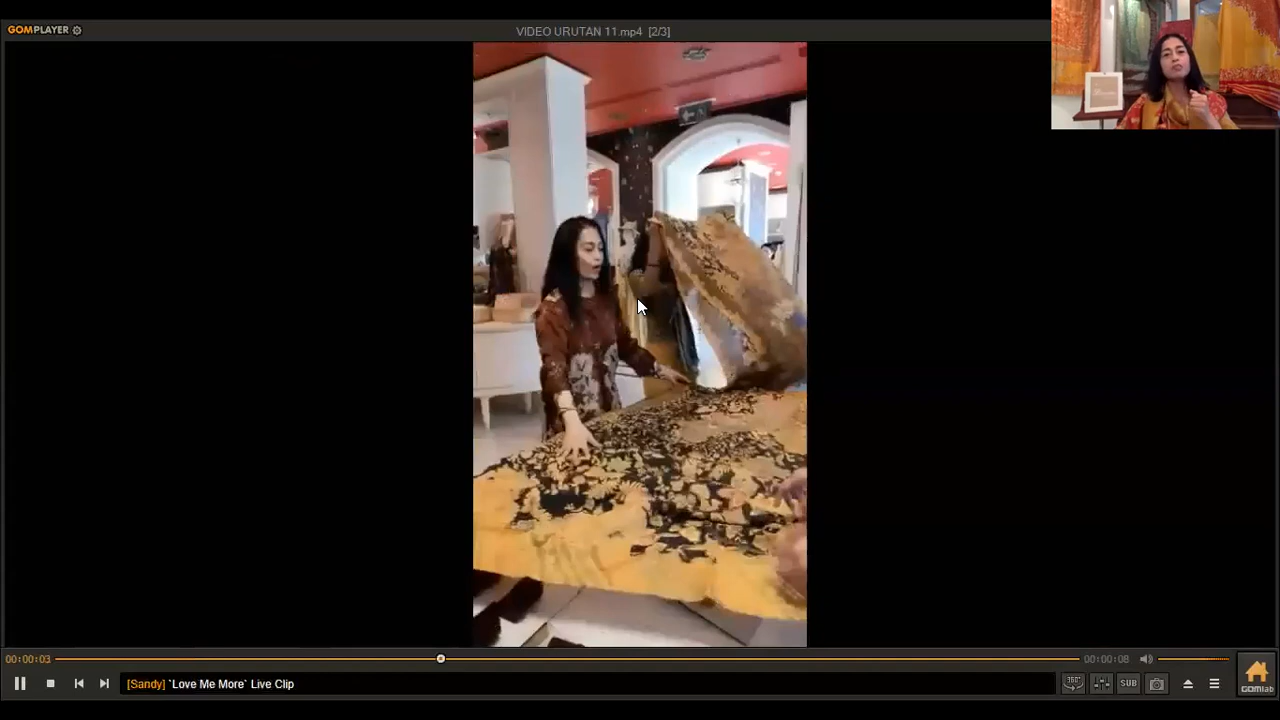 GOMPLAYER
VIDEO URUTAN 11.mp4 [2/3]
00:00:03
00:00:08
[Sandy] `Love Me More` Live Clip
360°
SUB
GOMlab